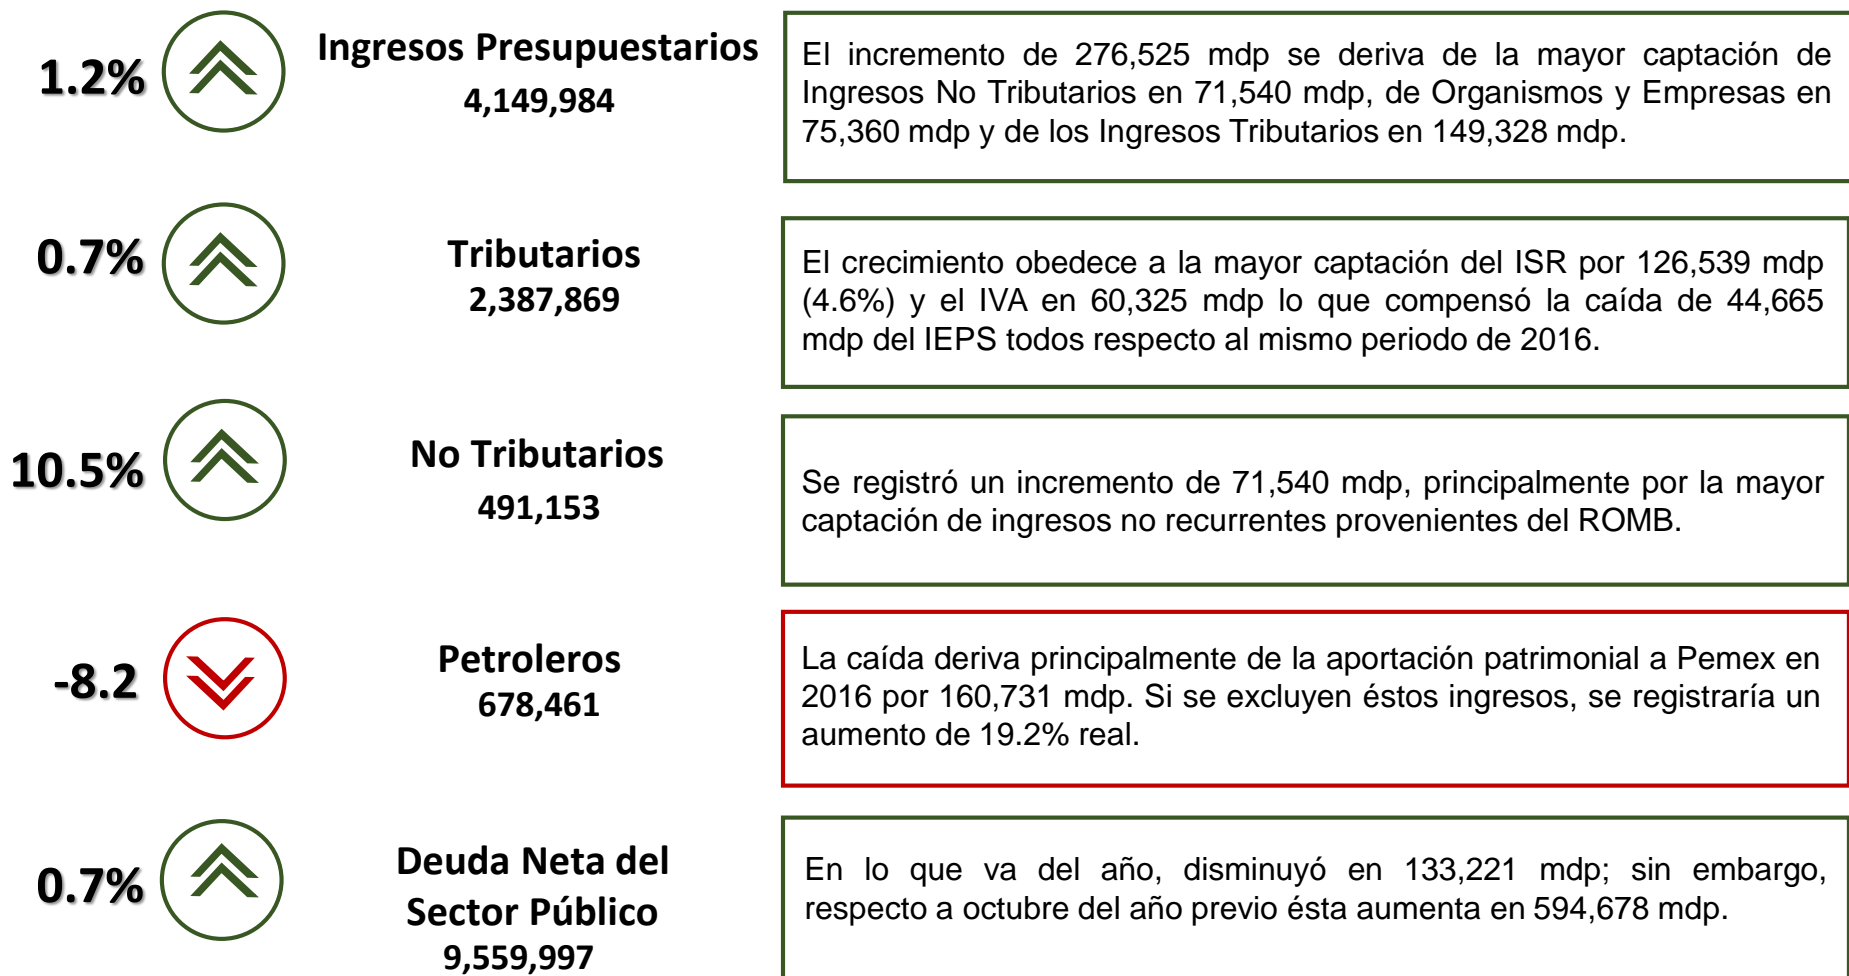 1.2%
Ingresos Presupuestarios
4,149,984
El incremento de 276,525 mdp se deriva de la mayor captación de
Ingresos No Tributarios en 71,540 mdp, de Organismos y Empresas en
75,360 mdp y de los Ingresos Tributarios en 149,328 mdp.
0.7%
Tributarios
2,387,869
El crecimiento obedece a la mayor captación del ISR por 126,539 mdp
(4.6%) y el IVA en 60,325 mdp lo que compensó la caída de 44,665
mdp del IEPS todos respecto al mismo periodo de 2016.
10.5%
No Tributarios
491,153
Se registró un incremento de 71,540 mdp, principalmente por la mayor
captación de ingresos no recurrentes provenientes del ROMB.
-8.2
Petroleros
678,461
La caída deriva principalmente de la aportación patrimonial a Pemex en
2016 por 160,731 mdp. Si se excluyen éstos ingresos, se registraría un
aumento de 19.2% real.
0.7%
Deuda Neta del
Sector Público
9,559,997
En lo que va del año, disminuyó en 133,221 mdp; sin embargo,
respecto a octubre del año previo ésta aumenta en 594,678 mdp.